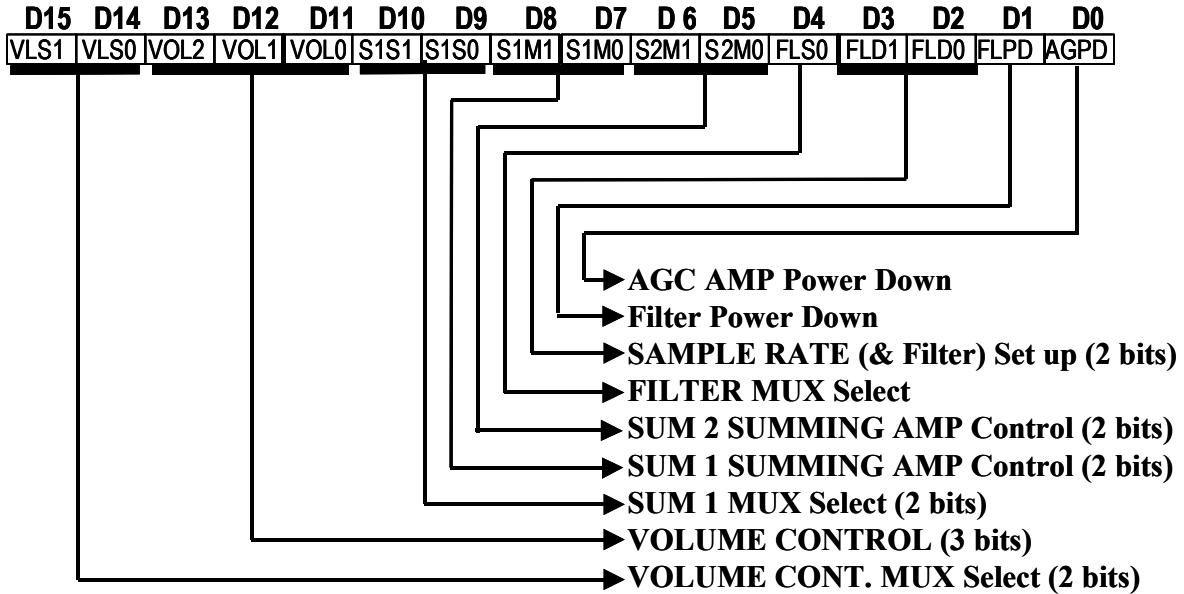 D15 D14 D13 D12 D11 D10 D9 D8 D7 D 6 D5 D4 D3 D2 D1 D0
VLS1 VLS0 VOL2 VOL1 VOL0 S1S1 S1S0 S1M1 S1M0 S2M1 S2M0 FLS0 FLD1 FLD0 FLPD AGPD
AGC AMP Power Down
Filter Power Down
SAMPLE RATE (& Filter) Set up (2 bits)
FILTER MUX Select
SUM 2 SUMMING AMP Control (2 bits)
SUM 1 SUMMING AMP Control (2 bits)
SUM 1 MUX Select (2 bits)
VOLUME CONTROL (3 bits)
VOLUME CONT. MUX Select (2 bits)